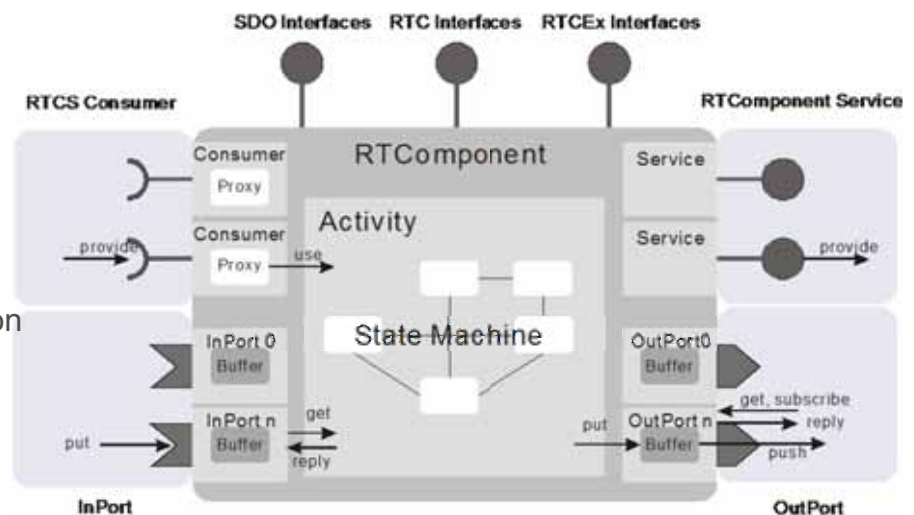 SDO Interfaces RTC Interfaces RTCEx Interfaces
RTCS Consumer
RTComponent Service
Consumer
Proxy
RTComponent
Service
Activity
Consumer
Proxy
provide
use
Service
provide
on
State Machine
InPort 0
Buffer
OutPort0
Buffer
InPort n
Buffer
put
get
reply
put
OutPort n
Buffer
get, subscribe
reply
push
InPort
OutPort